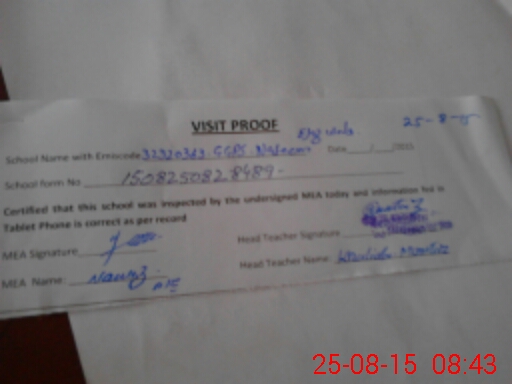 VISIT PROOF
25-8-15
School Name with Emiscode 32320363 GGPS Date / /2015
School form No 1508250828489
Certified that this school was inspected by the undersigned MEA today and information fed in
Tablet Phone is correct as per record
MEA Signature
Head Teacher Signature
MEA Name: Nawaz
Head Teacher Name:
25-08-15 08:43